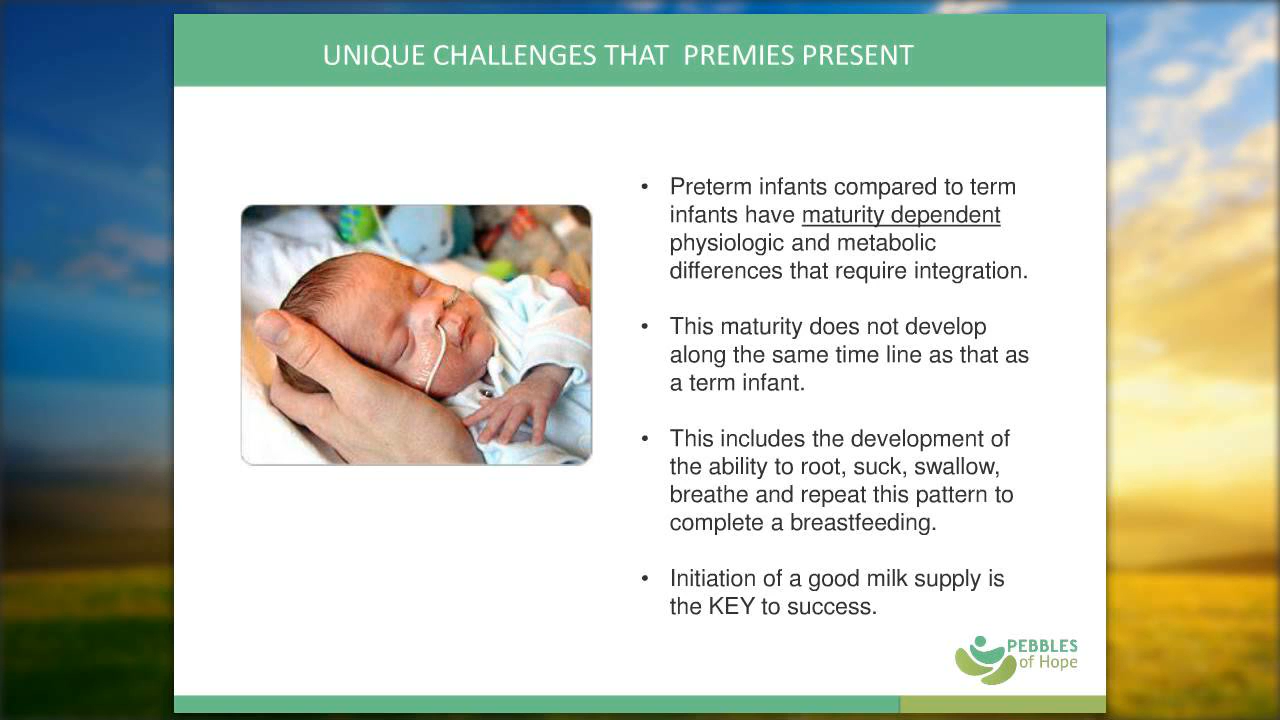 UNIQUE CHALLENGES THAT PREMIES PRESENT
• Preterm infants compared to term
infants have maturity dependent
physiologic and metabolic
differences that require integration.
• This maturity does not develop
along the same time line as that as
a term infant.
• This includes the development of
the ability to root, suck, swallow,
breathe and repeat this pattern to
complete a breastfeeding.
• Initiation of a good milk supply is
the KEY to success.
PEBBLES
of Hope